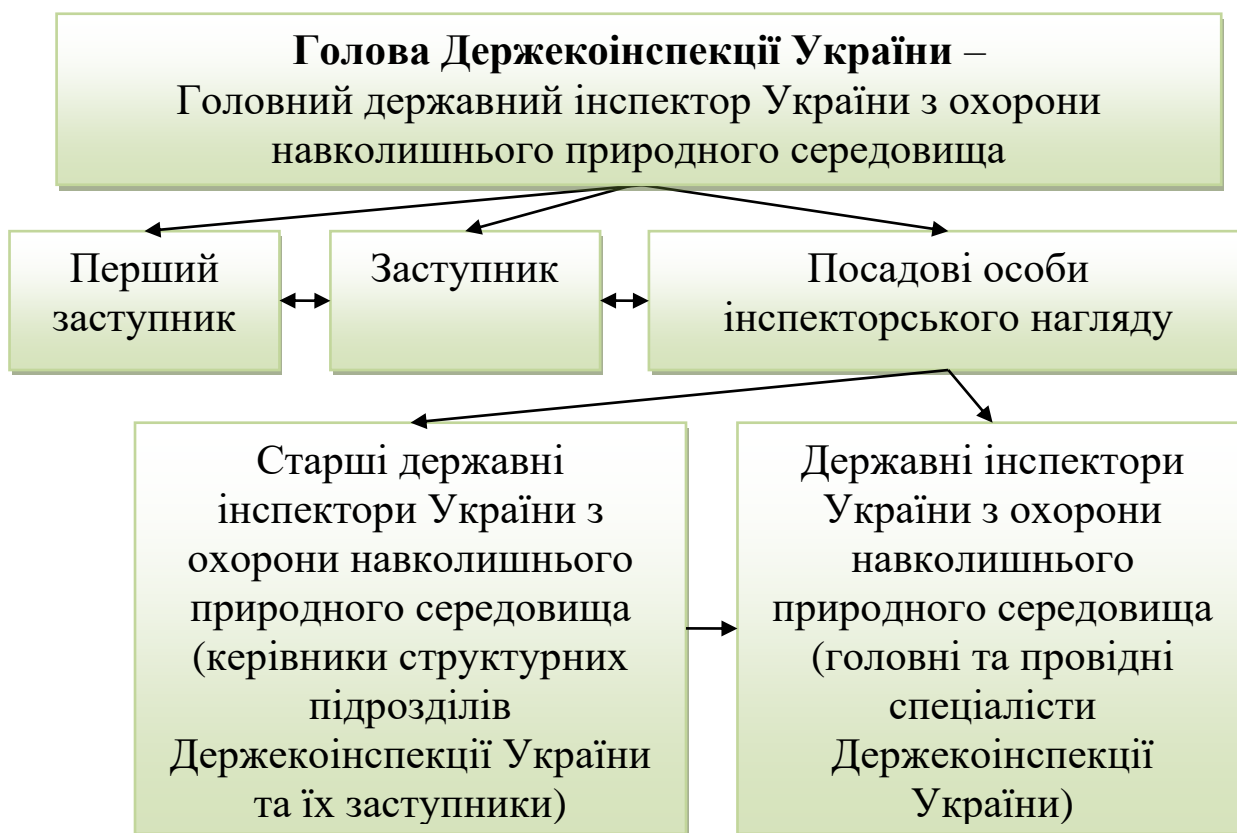 Голова Держекоінспекції України –
Головний державний інспектор України з охорони
навколишнього природного середовища
Перший
заступник
Заступник
Посадові особи
інспекторського нагляду
Старші державні
інспектори України з
охорони навколишнього
природного середовища
(керівники структурних
підрозділів
Держекоінспекції України
та їх заступники)
Державні інспектори
України з охорони
навколишнього
природного середовища
(головні та провідні
спеціалісти
Держекоінспекції
України)